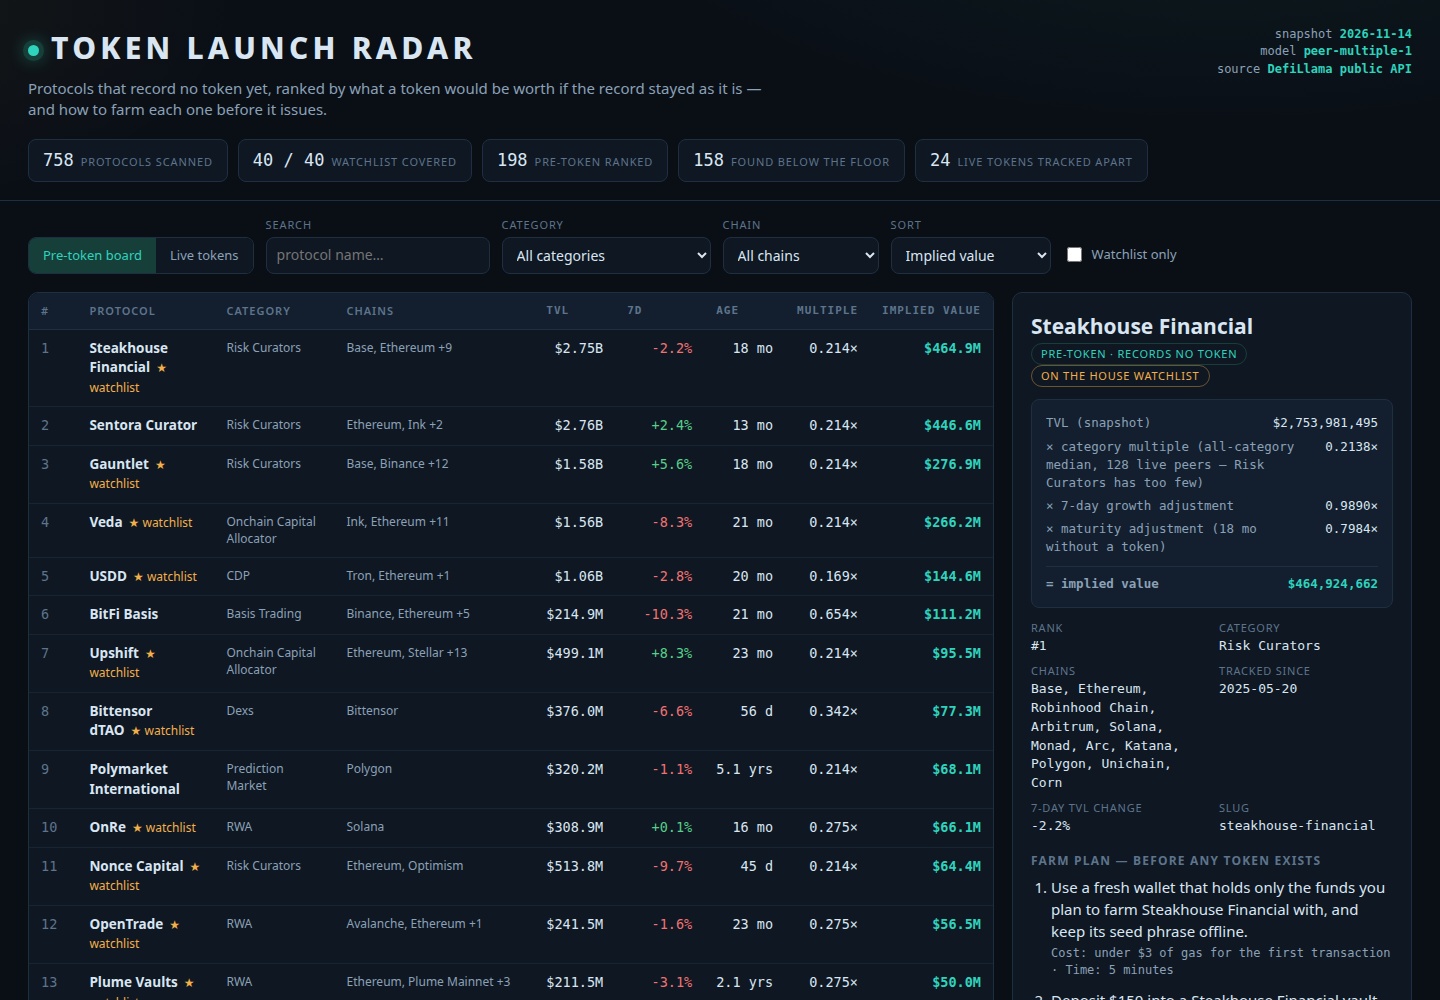 TOKEN LAUNCH RADAR
snapshot 2026-11-14
model peer-multiple-1
source DefiLlama public API
Protocols that record no token yet, ranked by what a token would be worth if the record stayed as it is —
and how to farm each one before it issues.
758 PROTOCOLS SCANNED
40 / 40 WATCHLIST COVERED
198 PRE-TOKEN RANKED
158 FOUND BELOW THE FLOOR
24 LIVE TOKENS TRACKED APART
Pre-token board
Live tokens
SEARCH
protocol name...
CATEGORY
All categories
CHAIN
All chains
SORT
Implied value
Watchlist only
# PROTOCOL CATEGORY CHAINS TVL 7D AGE MULTIPLE IMPLIED VALUE
1 Steakhouse Risk Curators Base, Ethereum +9 $2.75B -2.2% 18 mo 0.214× $464.9M
Financial ★
watchlist
2 Sentora Curator Risk Curators Ethereum, Ink +2 $2.76B +2.4% 13 mo 0.214× $446.6M
3 Gauntlet ★ Risk Curators Base, Binance +12 $1.58B +5.6% 18 mo 0.214× $276.9M
watchlist
4 Veda ★ watchlist Onchain Capital Ink, Ethereum +11 $1.56B -8.3% 21 mo 0.214× $266.2M
Allocator
5 USDD ★ watchlist CDP Tron, Ethereum +1 $1.06B -2.8% 20 mo 0.169× $144.6M
6 BitFi Basis Basis Trading Binance, Ethereum +5 $214.9M -10.3% 21 mo 0.654× $111.2M
7 Upshift ★ Onchain Capital Ethereum, Stellar +13 $499.1M +8.3% 23 mo 0.214× $95.5M
watchlist Allocator
8 Bittensor Dexs Bittensor $376.0M -6.6% 56 d 0.342× $77.3M
dTAO ★ watchlist
9 Polymarket Prediction Polygon $320.2M -1.1% 5.1 yrs 0.214× $68.1M
International Market
10 OnRe ★ watchlist RWA Solana $308.9M +0.1% 16 mo 0.275× $66.1M
11 Nonce Capital ★ Risk Curators Ethereum, Optimism $513.8M -9.7% 45 d 0.214× $64.4M
watchlist
12 OpenTrade ★ RWA Avalanche, Ethereum +1 $241.5M -1.6% 23 mo 0.275× $56.5M
watchlist
13 Plume Vaults ★ RWA Ethereum, Plume Mainnet +3 $211.5M -3.1% 2.1 yrs 0.275× $50.0M
Steakhouse Financial
PRE-TOKEN · RECORDS NO TOKEN
ON THE HOUSE WATCHLIST
TVL (snapshot) $2,753,981,495
× category multiple (all-category 0.2138×
median, 128 live peers — Risk
Curators has too few)
× 7-day growth adjustment 0.9890×
× maturity adjustment (18 mo 0.7984×
without a token)
= implied value $464,924,662
RANK
#1
CATEGORY
Risk Curators
CHAINS
Base, Ethereum,
Robinhood Chain,
Arbitrum, Solana,
Monad, Arc, Katana,
Polygon, Unichain,
Corn
TRACKED SINCE
2025-05-20
7-DAY TVL CHANGE
-2.2%
SLUG
steakhouse-financial
FARM PLAN — BEFORE ANY TOKEN EXISTS
1. Use a fresh wallet that holds only the funds you
plan to farm Steakhouse Financial with, and
keep its seed phrase offline.
Cost: under $3 of gas for the first transaction
· Time: 5 minutes
2. Deposit $150 into a Steakhouse Financial vault